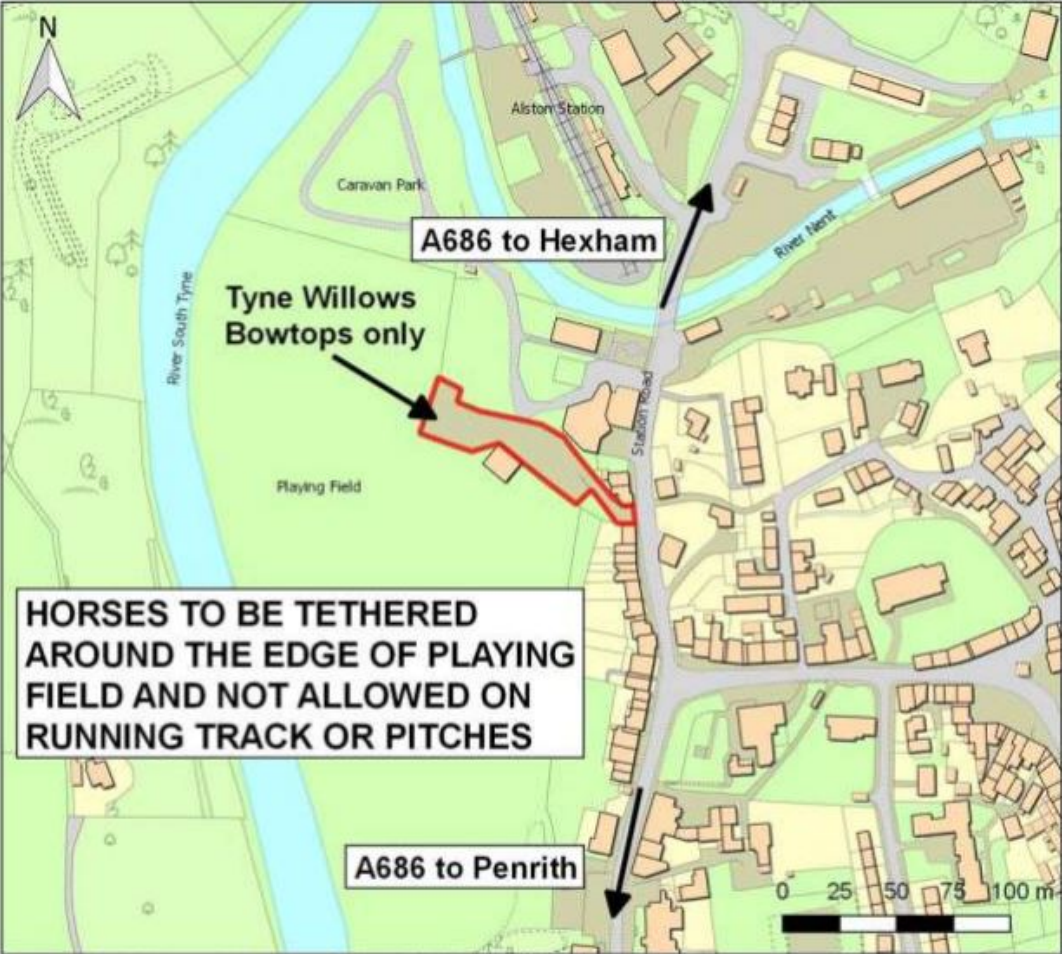 N
Alston Station
Caravan Park
A686 to Hexham
River Nent
Tyne Willows
Bowtops only
River South Tyne
Station Road
Playing Field
HORSES TO BE TETHERED
AROUND THE EDGE OF PLAYING
FIELD AND NOT ALLOWED ON
RUNNING TRACK OR PITCHES
A686 to Penrith
0 25 50 75 100 m